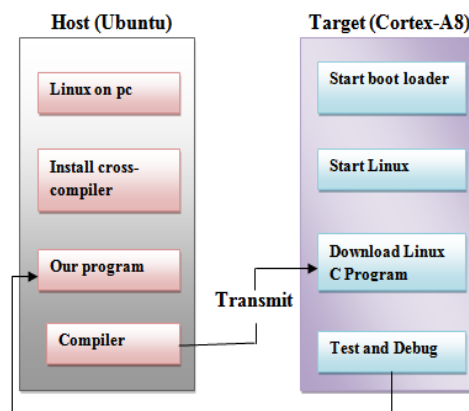 Host (Ubuntu)
Linux on pc
Install cross-
compiler
Our program
Compiler
Transmit
Target (Cortex-A8)
Start boot loader
Start Linux
Download Linux
C Program
Test and Debug